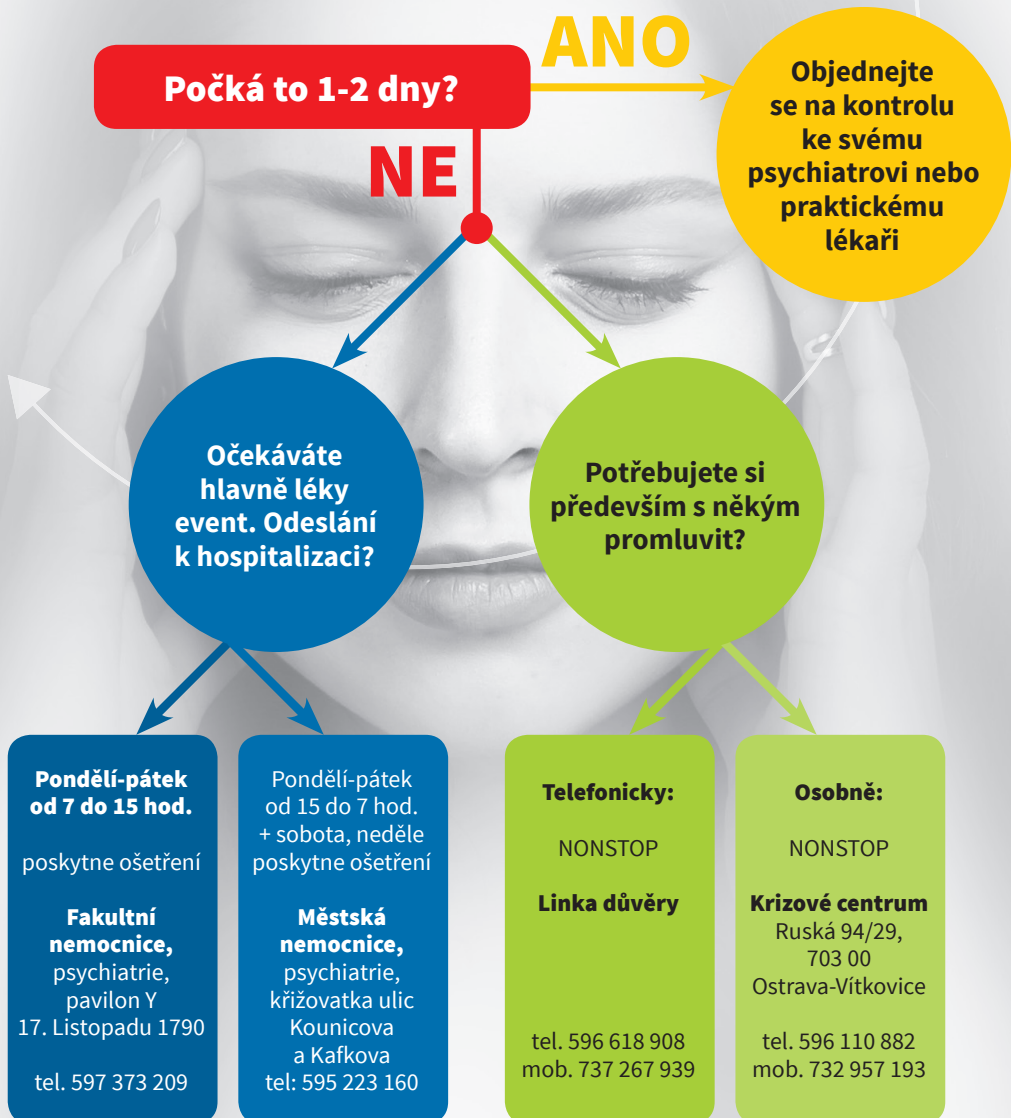 Počká to 1-2 dny?
ANO
Objednejte
se na kontrolu
ke svému
psychiatrovi nebo
praktickému
lékaři
NE
Očekáváte
hlavně léky
event. Odeslání
k hospitalizaci?
Potřebujete si
především s někým
promluvit?
Pondělí-pátek
od 7 do 15 hod.
poskytne ošetření
Fakultní
nemocnice,
psychiatrie,
pavilon Y
17. Listopadu 1790
tel. 597 373 209
Pondělí-pátek
od 15 do 7 hod.
+ sobota, neděle
poskytne ošetření
Městská
nemocnice,
psychiatrie,
křižovatka ulic
Kounicova
a Kafkova
tel: 595 223 160
Telefonicky:
NONSTOP
Linka důvěry
tel. 596 618 908
mob. 737 267 939
Osobně:
NONSTOP
Krizové centrum
Ruská 94/29,
703 00
Ostrava-Vítkovice
tel. 596 110 882
mob. 732 957 193